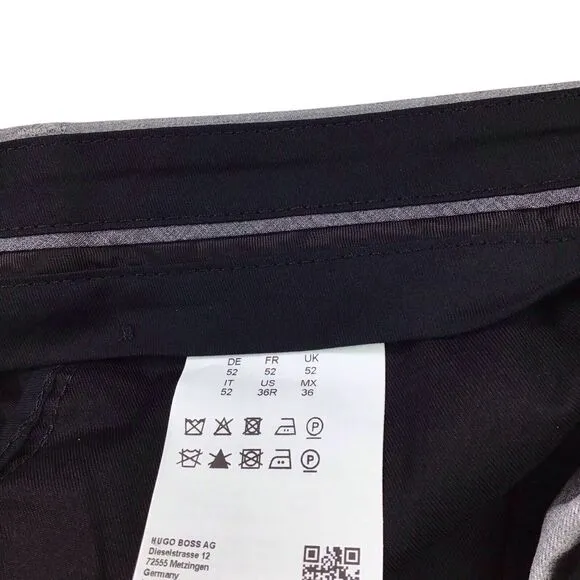 DE FR UK
52 52 52
IT US MX
52 36R 36
P
P
HUGO BOSS AG
Dieselstrasse 12
72555 Metzingen
Germany